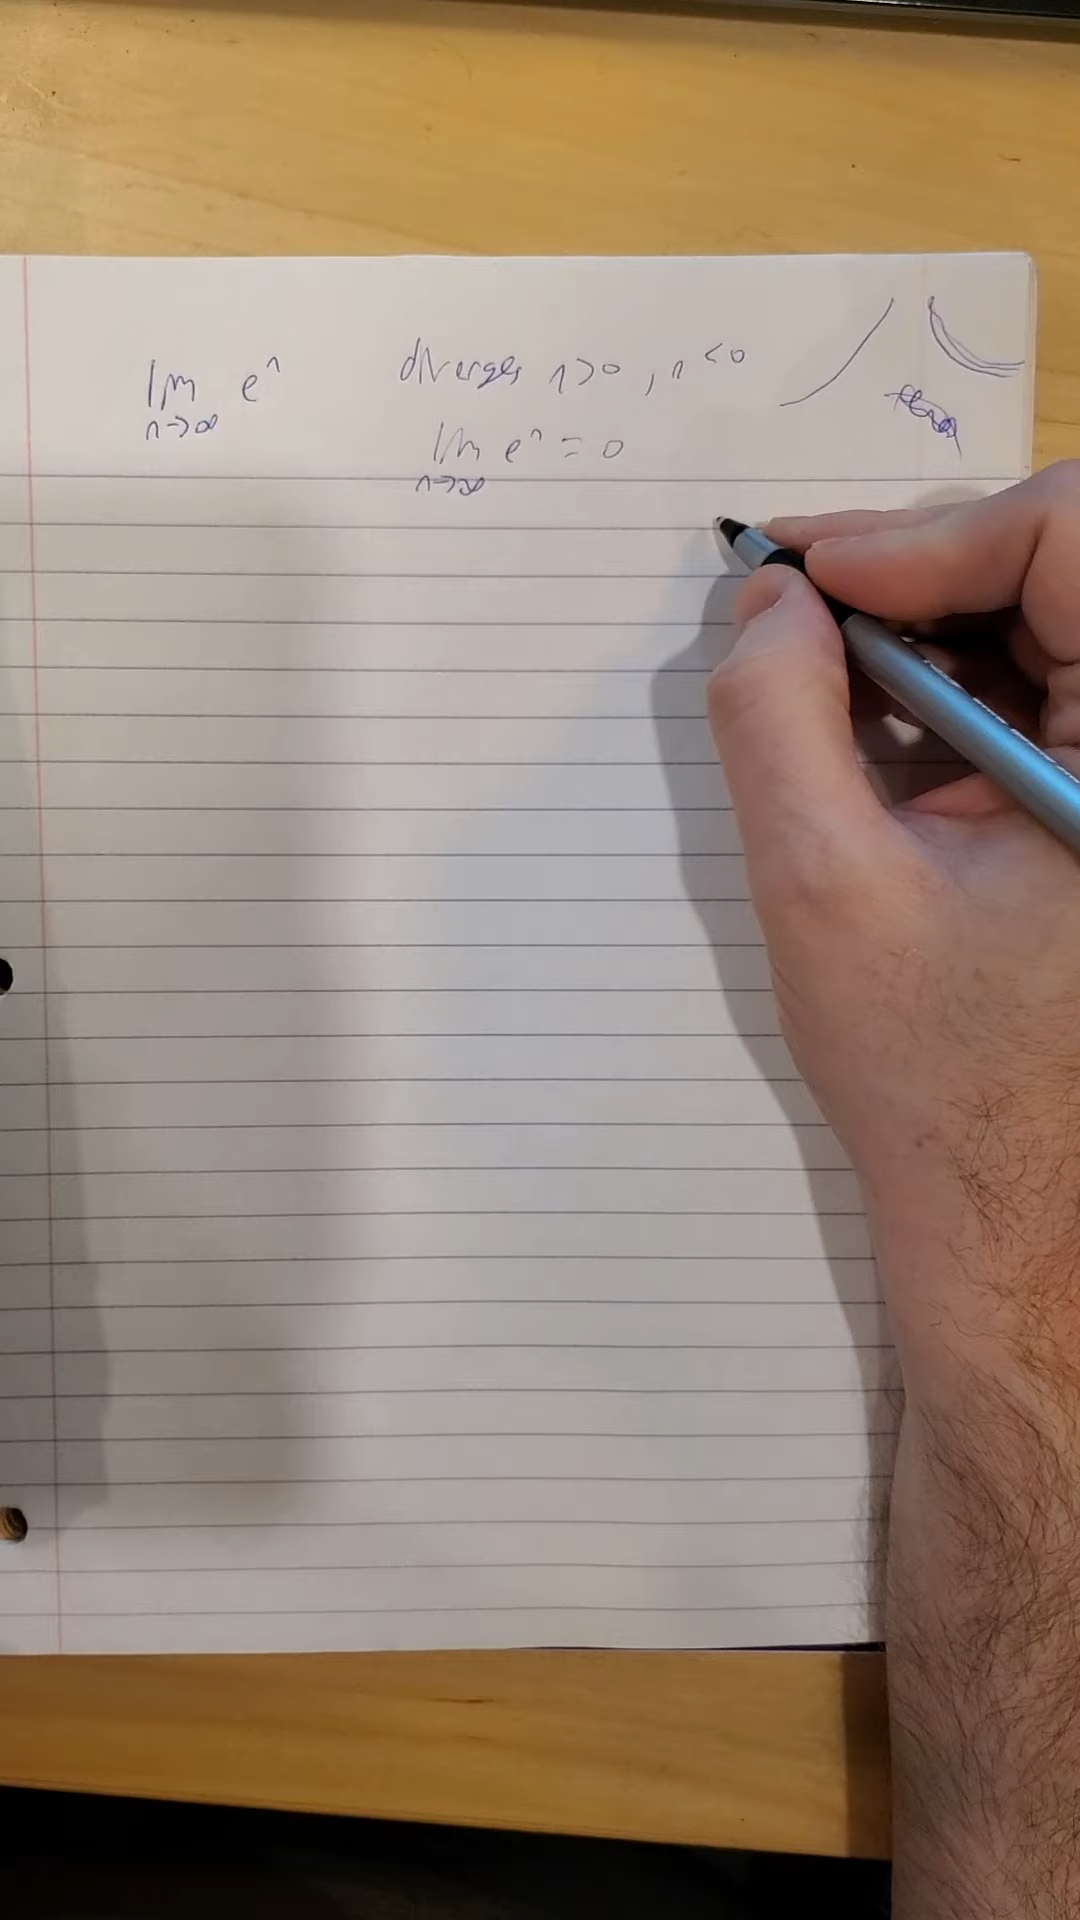 lim e^n diverges n>0, n<0
n→∞
lim e^n = 0
n→∞